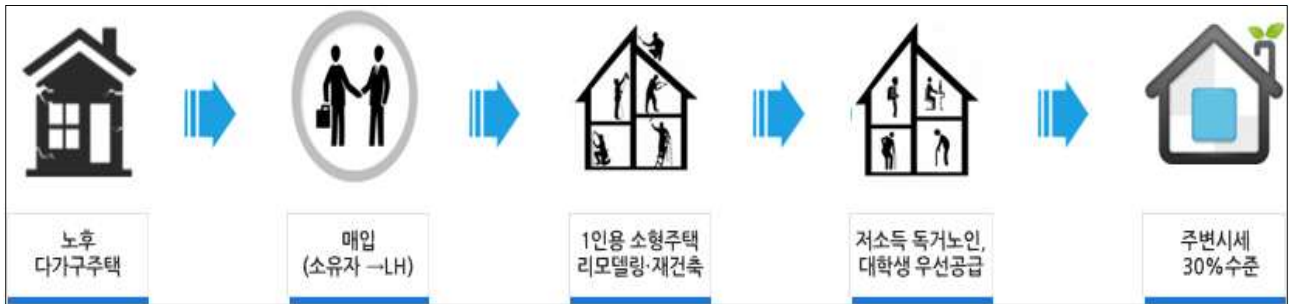 노후
다가구주택
매입
(소유자 →LH)
1인용 소형주택
리모델링·재건축
저소득 독거노인,
대학생 우선공급
주변시세
30%수준